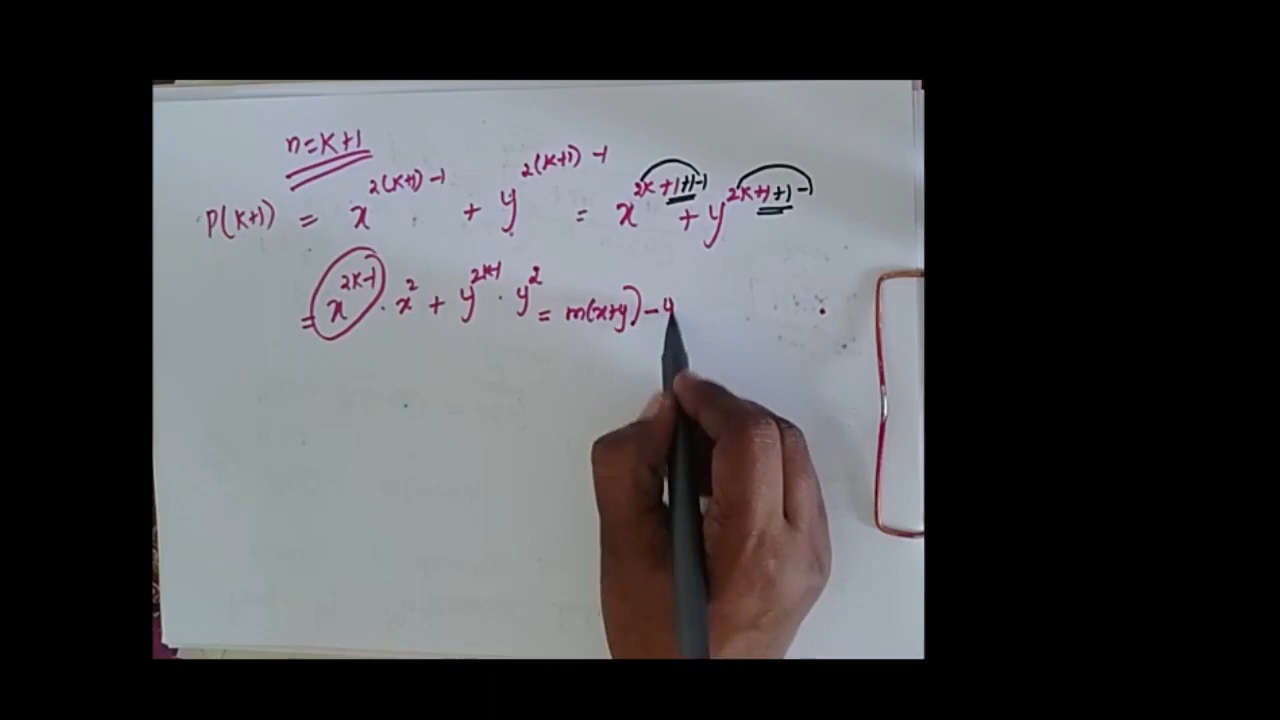 n=K+1
P(K+1) = x^{2(K+1)-1} + y^{2(K+1)-1} = x^{2K+1+1-1} + y^{2K+1+1-1}
= x^{2K-1} · x^2 + y^{2K-1} · y^2 = m(x+y) - y